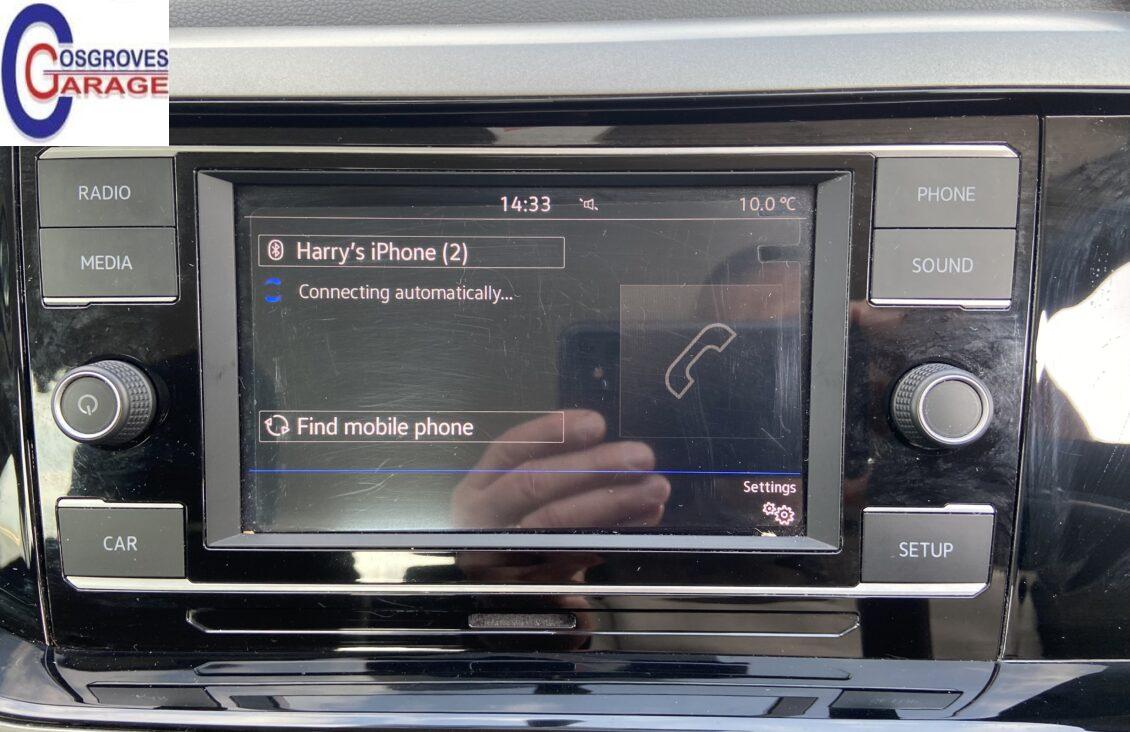 COSGROVES
GARAGE
RADIO
MEDIA
CAR
14:33
10.0 °C
Harry's iPhone (2)
Connecting automatically...
Find mobile phone
Settings
PHONE
SOUND
SETUP